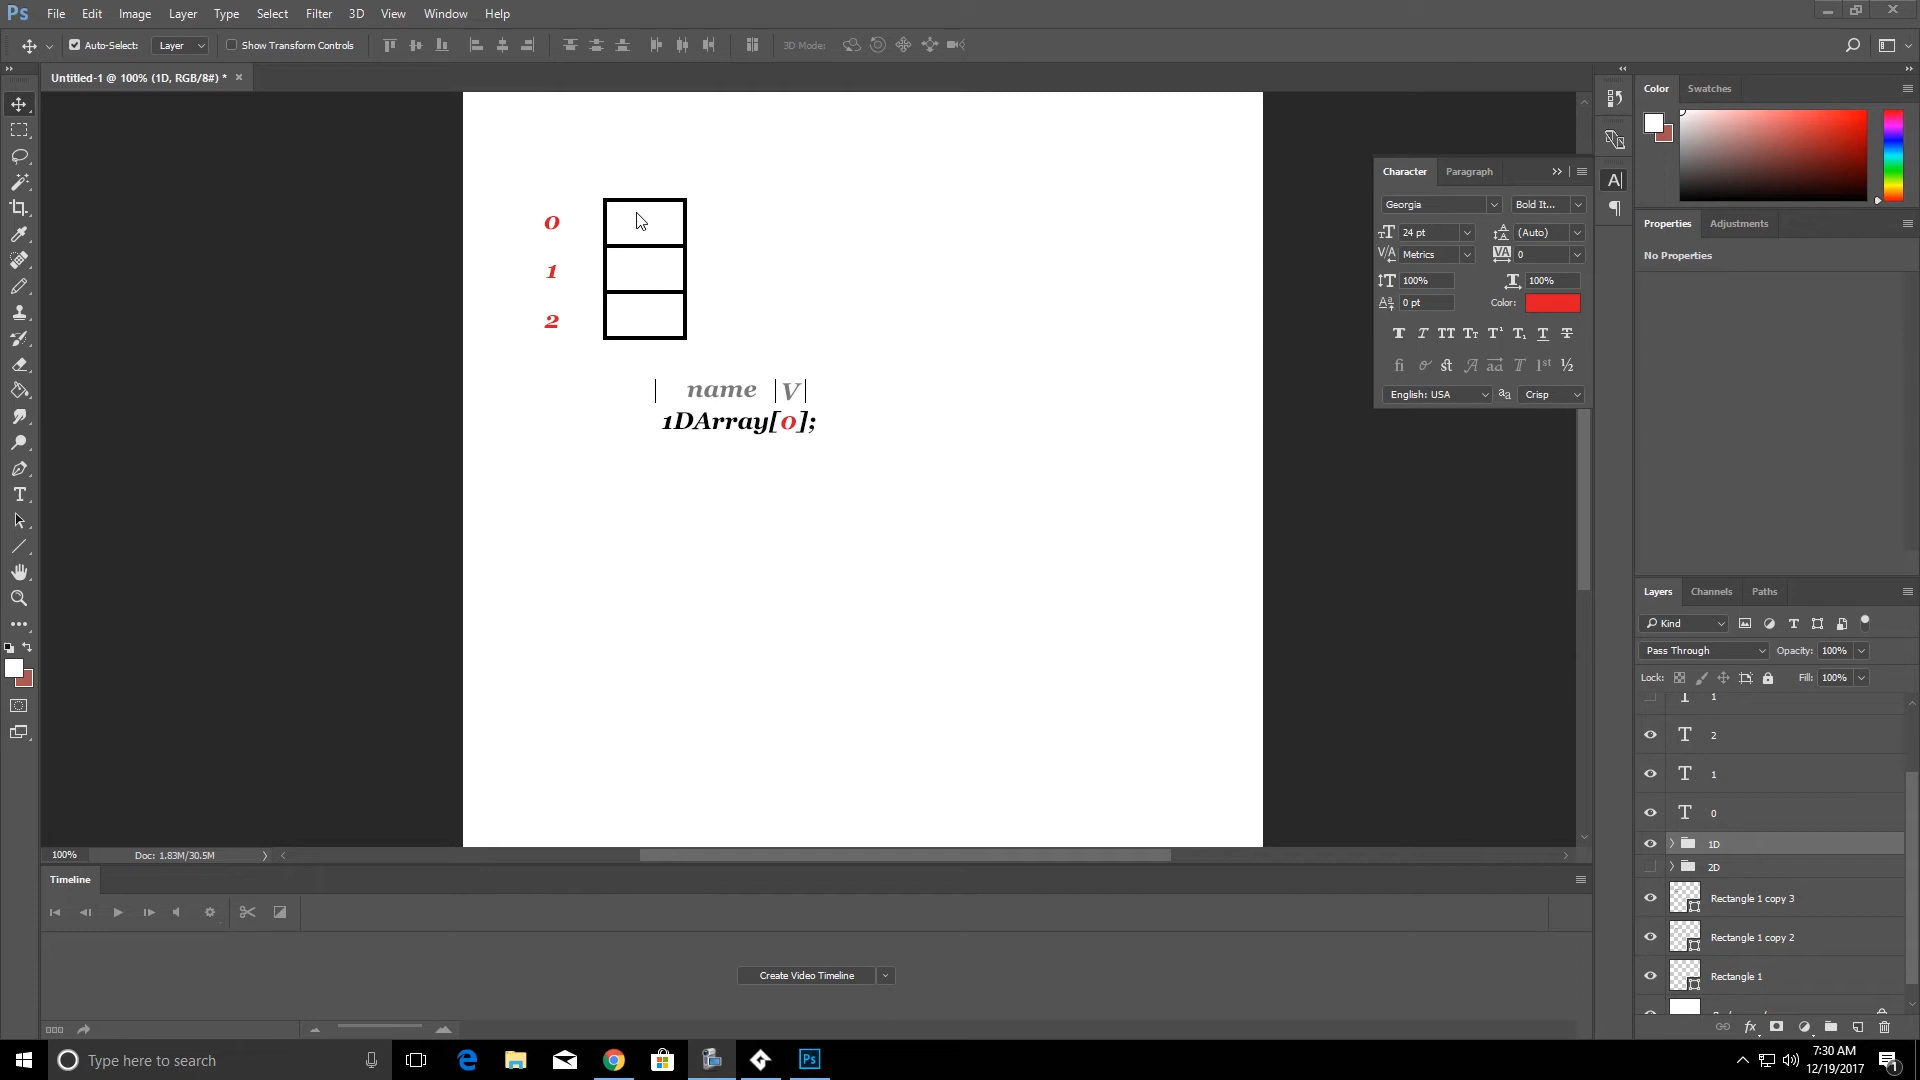 Ps File Edit Image Layer Type Select Filter 3D View Window Help
Auto-Select: Layer Show Transform Controls 3D Mode:
Untitled-1 @ 100% (1D, RGB/8#) * ×
0
1
2
name V
1DArray[0];
Color Swatches
Character Paragraph
Georgia Bold It...
24 pt (Auto)
Metrics 0
100% 100%
0 pt Color:
English: USA Crisp
Properties Adjustments
No Properties
Layers Channels Paths
Kind
Pass Through Opacity: 100%
Lock: Fill: 100%
1
2
1
0
1D
2D
Rectangle 1 copy 3
Rectangle 1 copy 2
Rectangle 1
100% Doc: 1.83M/30.5M
Timeline
Create Video Timeline
Type here to search
7:30 AM
12/19/2017